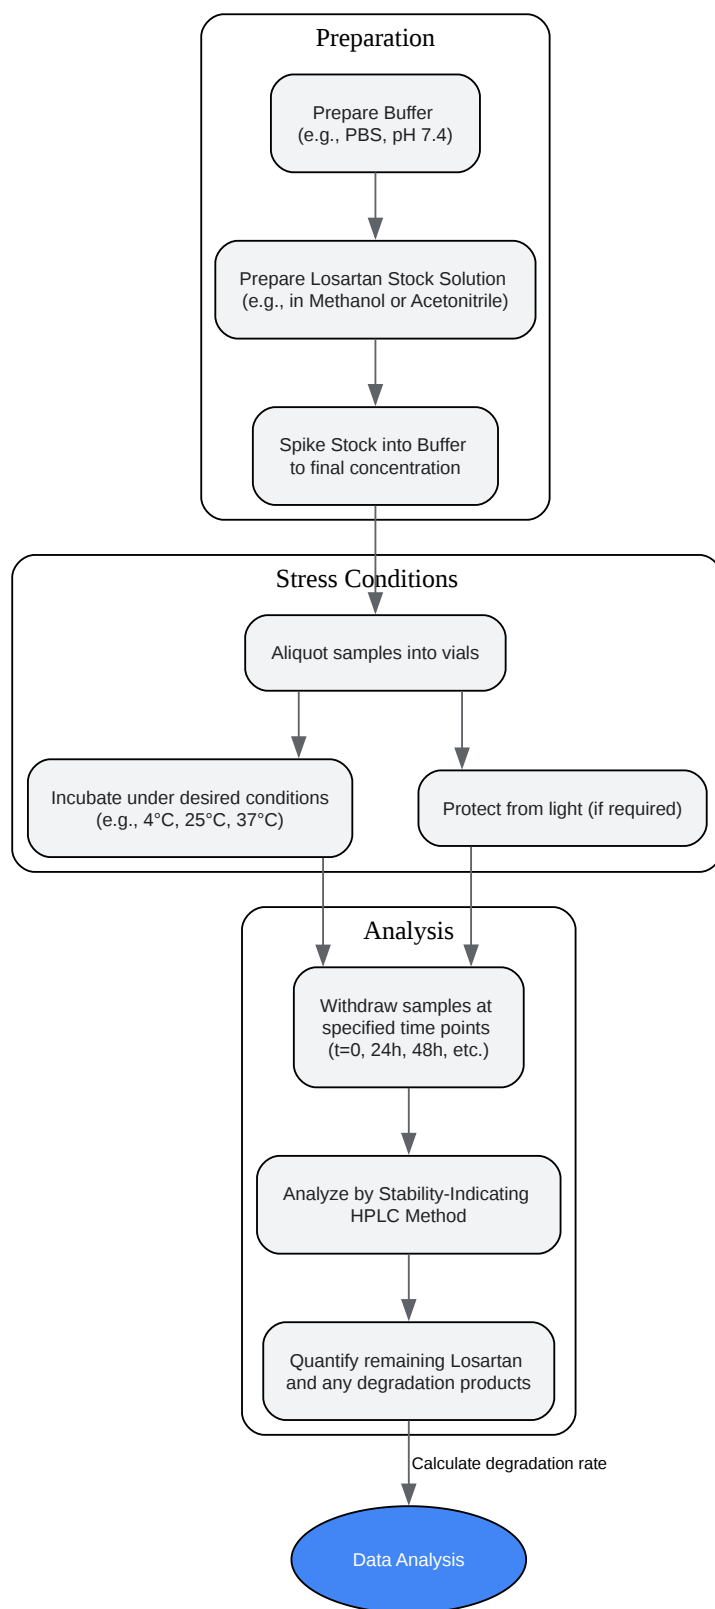 Preparation
Prepare Buffer
(e.g., PBS, pH 7.4)
Prepare Losartan Stock Solution
(e.g., in Methanol or Acetonitrile)
Spike Stock into Buffer
to final concentration
Stress Conditions
Aliquot samples into vials
Incubate under desired conditions
(e.g., 4°C, 25°C, 37°C)
Protect from light (if required)
Analysis
Withdraw samples at
specified time points
(t=0, 24h, 48h, etc.)
Analyze by Stability-Indicating
HPLC Method
Quantify remaining Losartan
and any degradation products
Calculate degradation rate
Data Analysis